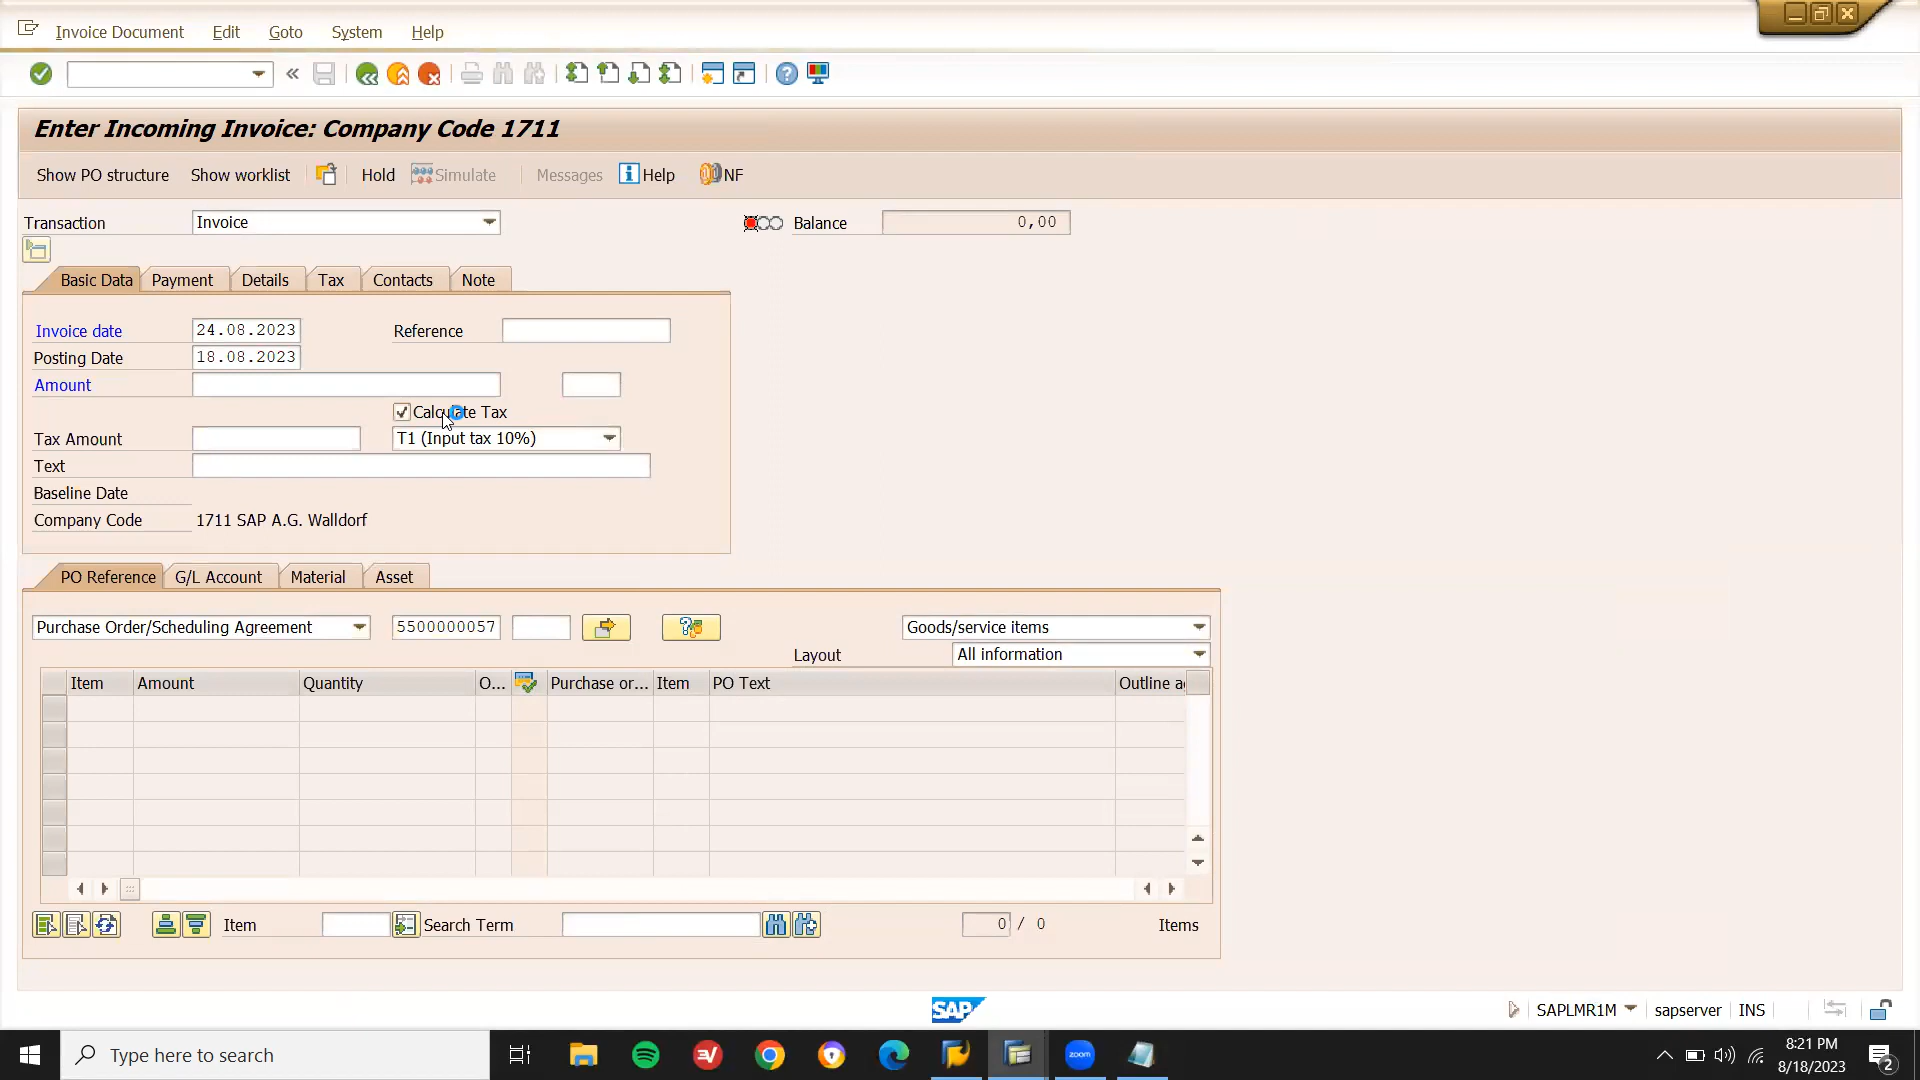 Invoice Document Edit Goto System Help
Enter Incoming Invoice: Company Code 1711
Show PO structure Show worklist Hold Simulate Messages Help NF
Transaction Invoice Balance 0,00
Basic Data Payment Details Tax Contacts Note
Invoice date 24.08.2023 Reference
Posting Date 18.08.2023
Amount
Calculate Tax
Tax Amount T1 (Input tax 10%)
Text
Baseline Date
Company Code 1711 SAP A.G. Walldorf
PO Reference G/L Account Material Asset
Purchase Order/Scheduling Agreement 5500000057 Goods/service items
Layout All information
Item Amount Quantity O... Purchase or... Item PO Text Outline a
Item Search Term 0 / 0 Items
SAP SAPLMR1M sapserver INS
Type here to search zoom 8:21 PM
8/18/2023 2